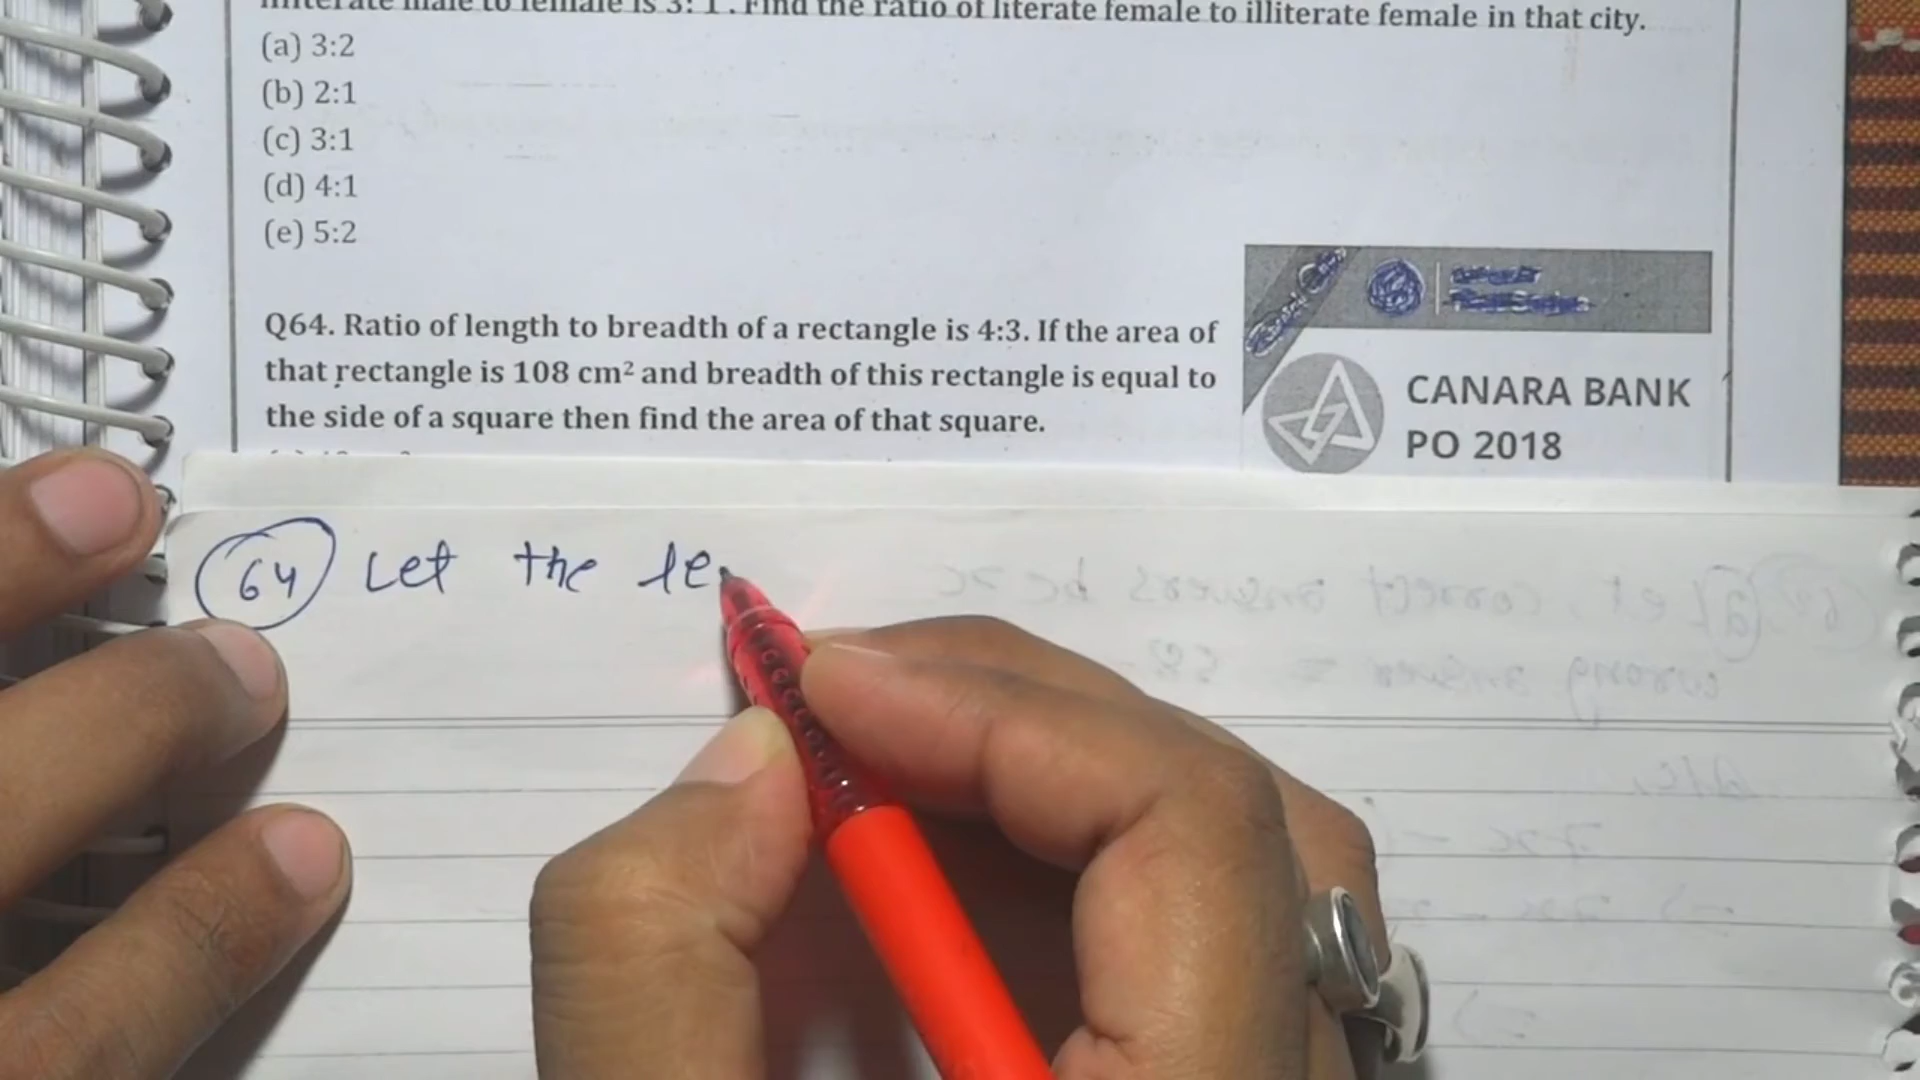 illiterate male to female is 3: 1 . Find the ratio of literate female to illiterate female in that city.
(a) 3:2
(b) 2:1
(c) 3:1
(d) 4:1
(e) 5:2
Q64. Ratio of length to breadth of a rectangle is 4:3. If the area of
that rectangle is 108 cm² and breadth of this rectangle is equal to
the side of a square then find the area of that square.
CANARA BANK
PO 2018
64 Let the le